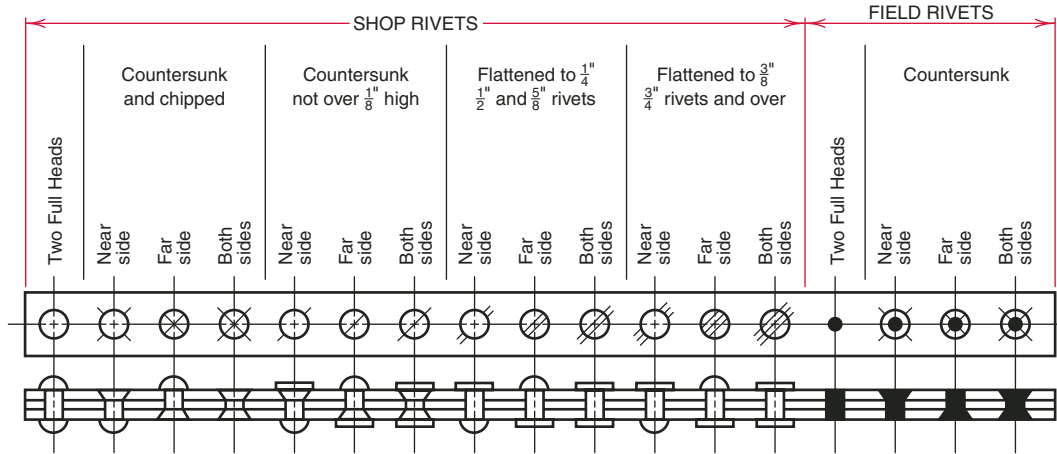 SHOP RIVETS
FIELD RIVETS
Countersunk
and chipped
Countersunk
not over 1/8" high
Flattened to 1/4"
1/2" and 5/8" rivets
Flattened to 3/8"
3/4" rivets and over
Countersunk
Two Full Heads
Near
side
Far
side
Both
sides
Near
side
Far
side
Both
sides
Near
side
Far
side
Both
sides
Near
side
Far
side
Both
sides
Two Full Heads
Near
side
Far
side
Both
sides